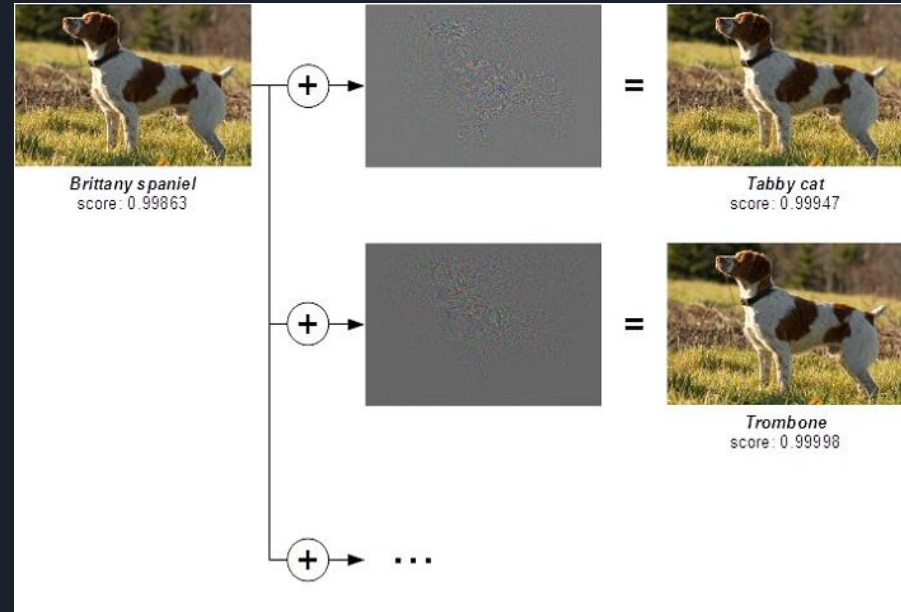 +
=
Brittany spaniel
score: 0.99863
Tabby cat
score: 0.99947
+
=
Trombone
score: 0.99998
+
...